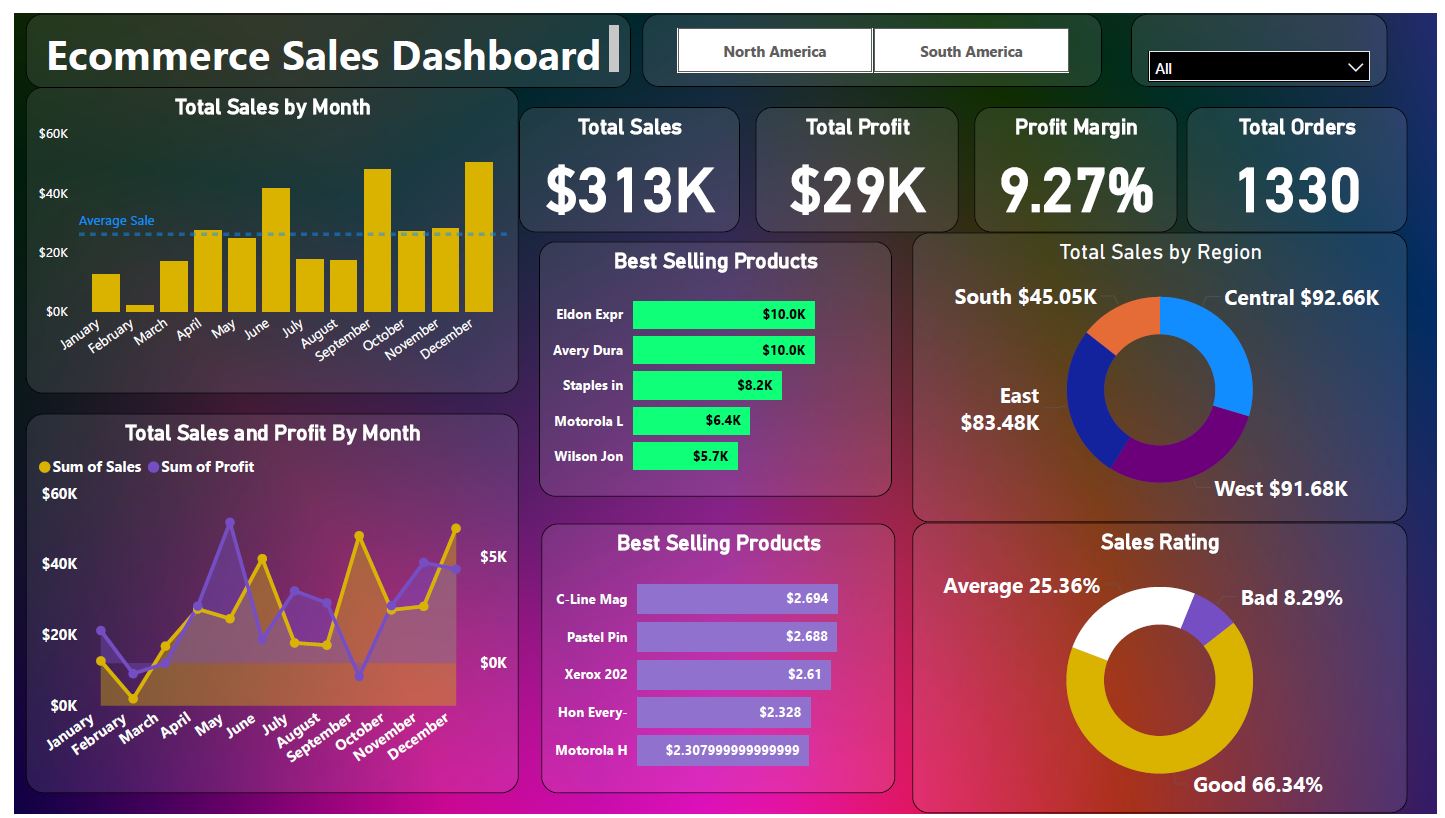 Ecommerce Sales Dashboard
North America
South America
All
Total Sales by Month
$60K
$40K
$20K
$0K
Average Sale
January
February
March
April
May
June
July
August
September
October
November
December
Total Sales
$313K
Total Profit
$29K
Profit Margin
9.27%
Total Orders
1330
Best Selling Products
Eldon Expr
$10.0K
Avery Dura
$10.0K
Staples in
$8.2K
Motorola L
$6.4K
Wilson Jon
$5.7K
Total Sales by Region
South $45.05K
Central $92.66K
East
$83.48K
West $91.68K
Total Sales and Profit By Month
Sum of Sales
Sum of Profit
$60K
$40K
$20K
$0K
$5K
$0K
January
February
March
April
May
June
July
August
September
October
November
December
Best Selling Products
C-Line Mag
$2.694
Pastel Pin
$2.688
Xerox 202
$2.61
Hon Every-
$2.328
Motorola H
$2.307999999999999
Sales Rating
Average 25.36%
Bad 8.29%
Good 66.34%